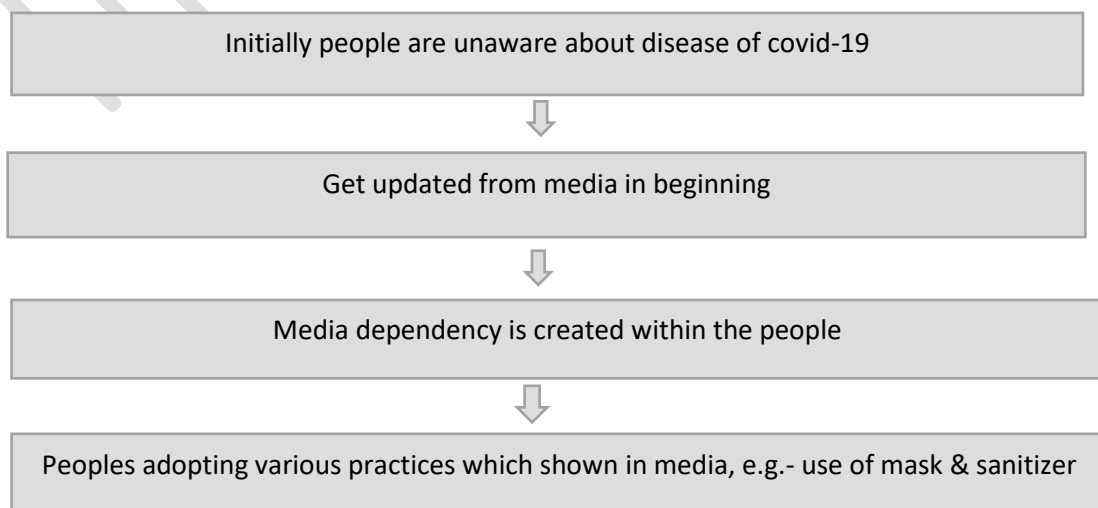 Initially people are unaware about disease of covid-19
Get updated from media in beginning
Media dependency is created within the people
Peoples adopting various practices which shown in media, e.g.- use of mask & sanitizer